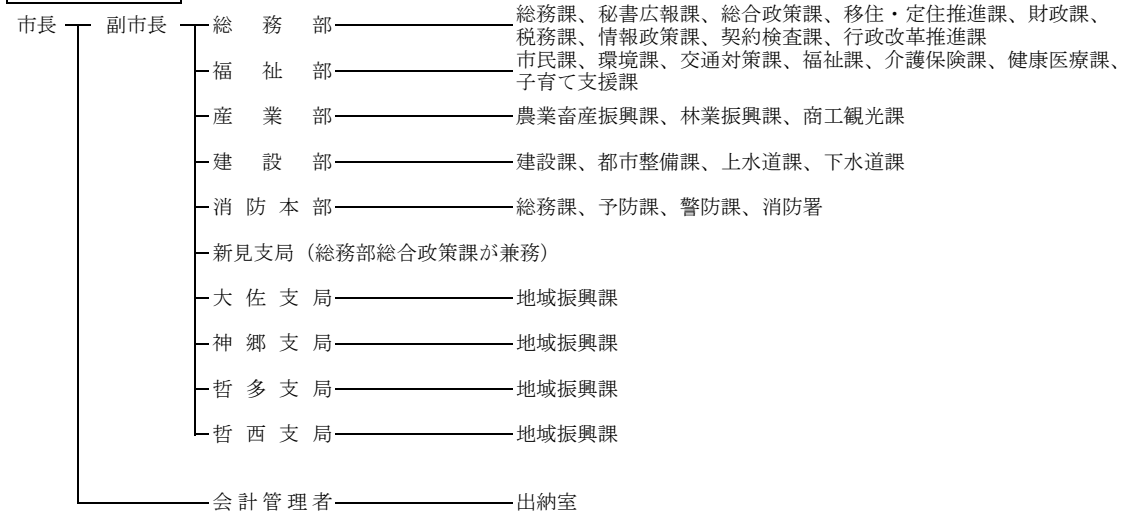 市長 副市長 総務部 総務課、秘書広報課、総合政策課、移住・定住推進課、財政課、
税務課、情報政策課、契約検査課、行政改革推進課
福祉部 市民課、環境課、交通対策課、福祉課、介護保険課、健康医療課、
子育て支援課
産業部 農業畜産振興課、林業振興課、商工観光課
建設部 建設課、都市整備課、上水道課、下水道課
消防本部 総務課、予防課、警防課、消防署
新見支局（総務部総合政策課が兼務）
大佐支局 地域振興課
神郷支局 地域振興課
哲多支局 地域振興課
哲西支局 地域振興課
会計管理者 出納室